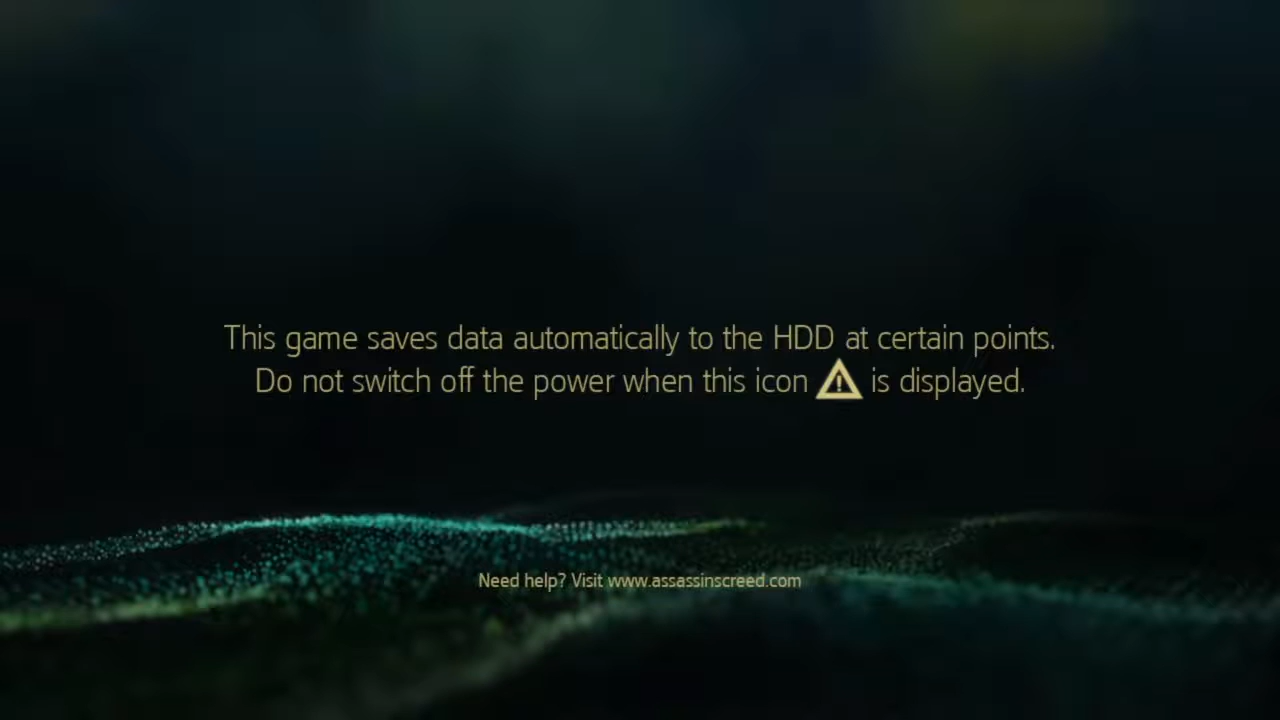 This game saves data automatically to the HDD at certain points.
Do not switch off the power when this icon is displayed.
Need help? Visit www.assassinscreed.com